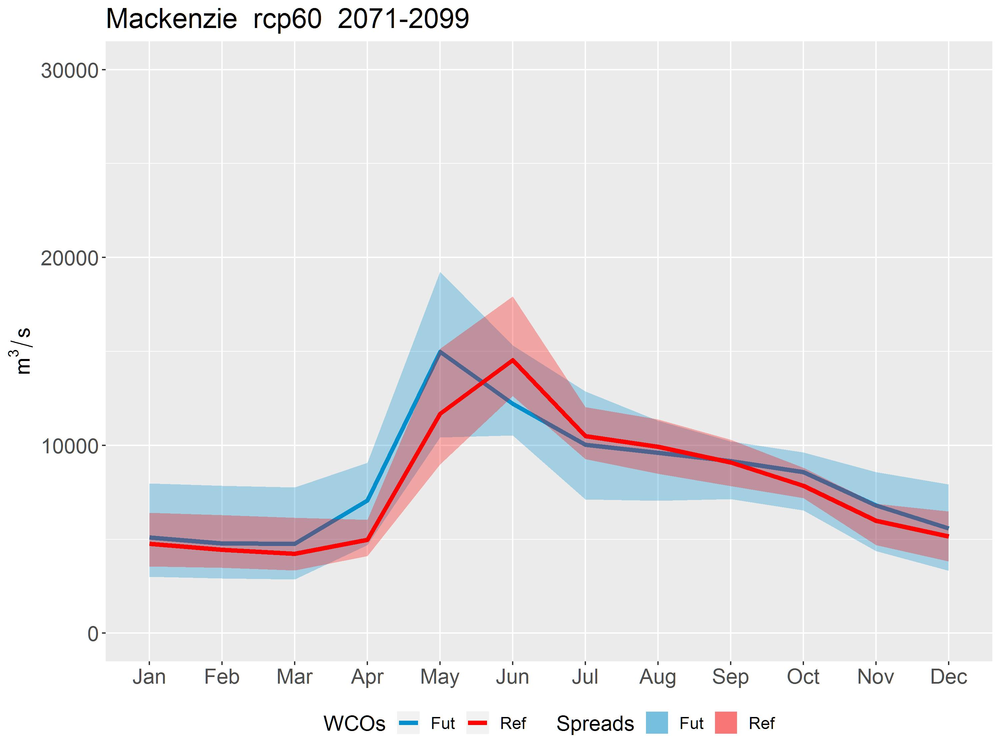 Mackenzie rcp60 2071-2099
30000
20000
10000
0
m³/s
Jan Feb Mar Apr May Jun Jul Aug Sep Oct Nov Dec
WCOs Fut Ref Spreads Fut Ref